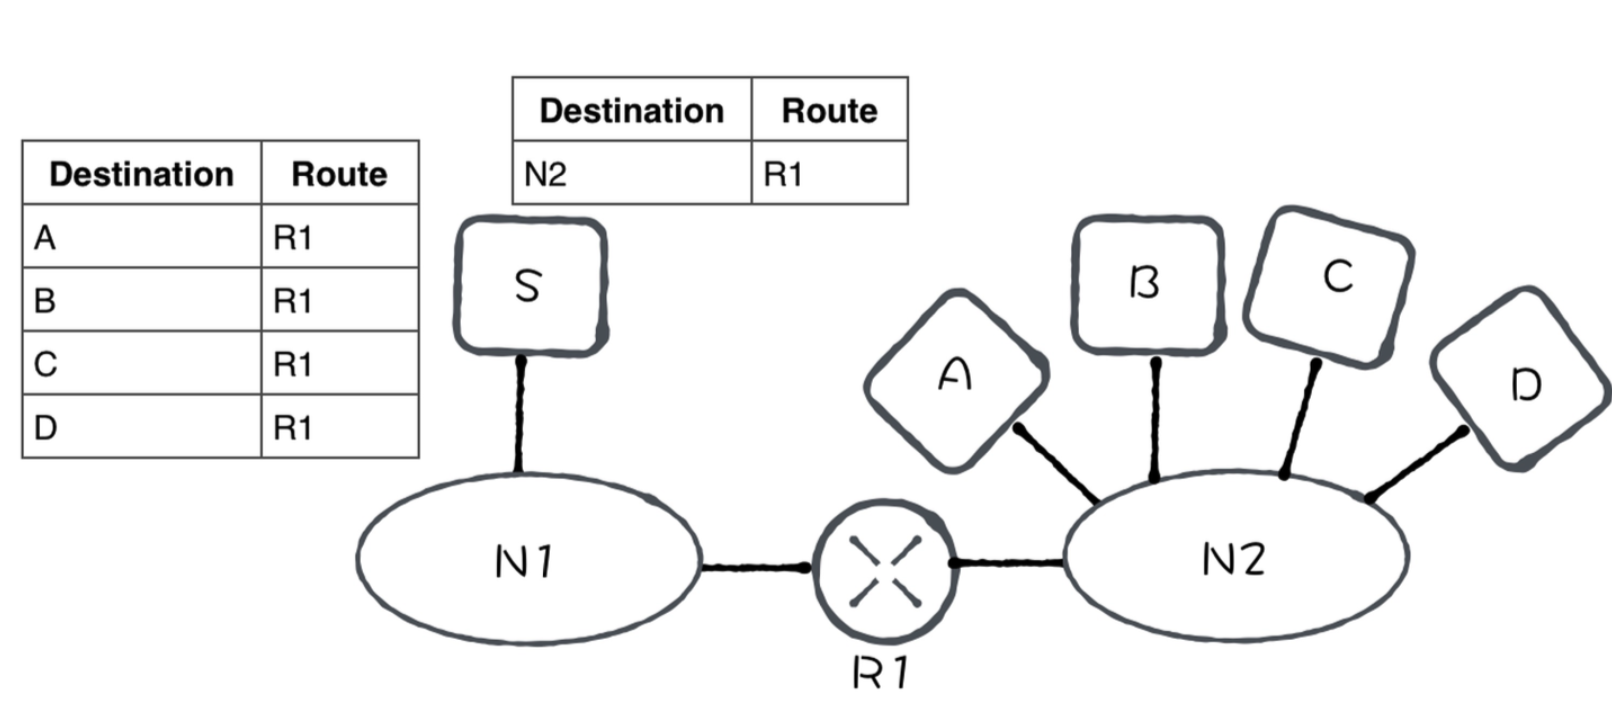 Destination Route
N2 R1
Destination Route
A R1
B R1
C R1
D R1
S
B
C
A
D
N1
N2
R1